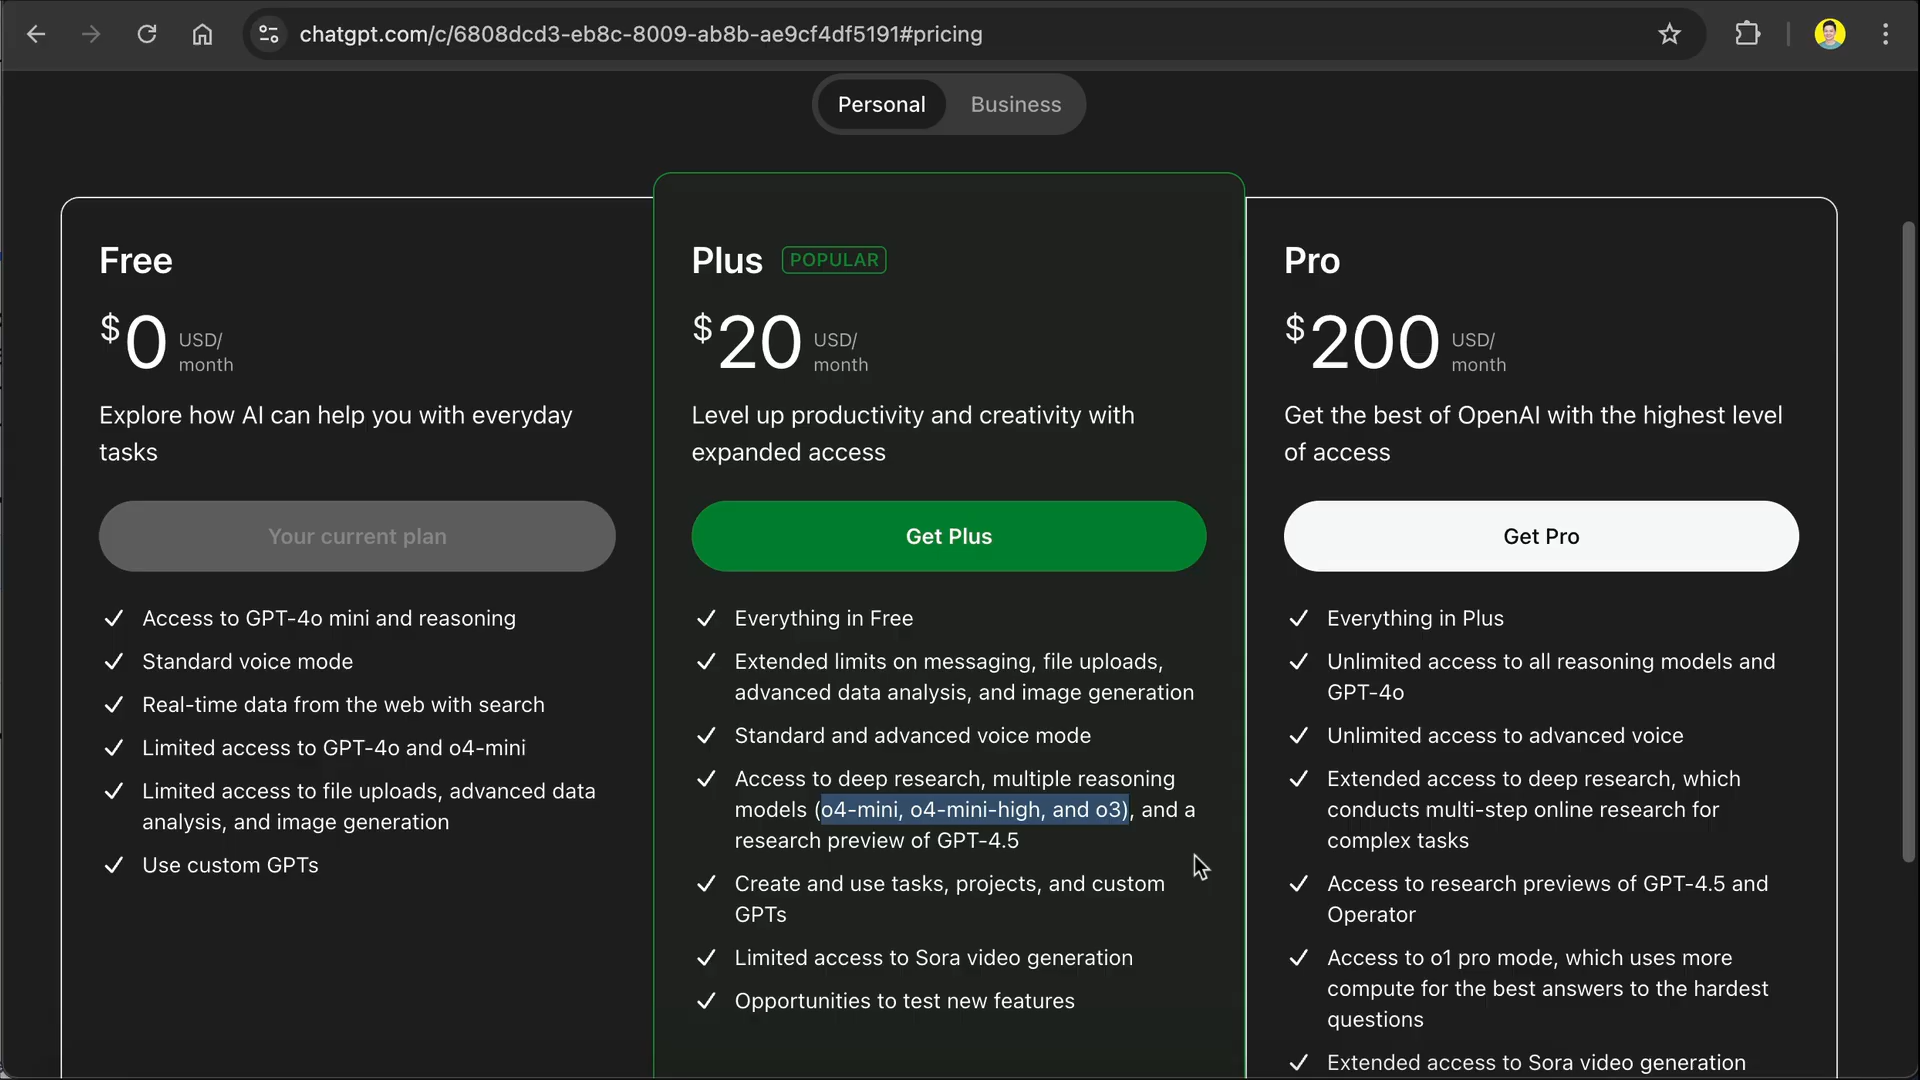 chatgpt.com/c/6808dcd3-eb8c-8009-ab8b-ae9cf4df5191#pricing
Personal
Business
Free
$0 USD/
month
Explore how AI can help you with everyday
tasks
Your current plan
Access to GPT-4o mini and reasoning
Standard voice mode
Real-time data from the web with search
Limited access to GPT-4o and o4-mini
Limited access to file uploads, advanced data
analysis, and image generation
Use custom GPTs
Plus POPULAR
$20 USD/
month
Level up productivity and creativity with
expanded access
Get Plus
Everything in Free
Extended limits on messaging, file uploads,
advanced data analysis, and image generation
Standard and advanced voice mode
Access to deep research, multiple reasoning
models (o4-mini, o4-mini-high, and o3), and a
research preview of GPT-4.5
Create and use tasks, projects, and custom
GPTs
Limited access to Sora video generation
Opportunities to test new features
Pro
$200 USD/
month
Get the best of OpenAI with the highest level
of access
Get Pro
Everything in Plus
Unlimited access to all reasoning models and
GPT-4o
Unlimited access to advanced voice
Extended access to deep research, which
conducts multi-step online research for
complex tasks
Access to research previews of GPT-4.5 and
Operator
Access to o1 pro mode, which uses more
compute for the best answers to the hardest
questions
Extended access to Sora video generation